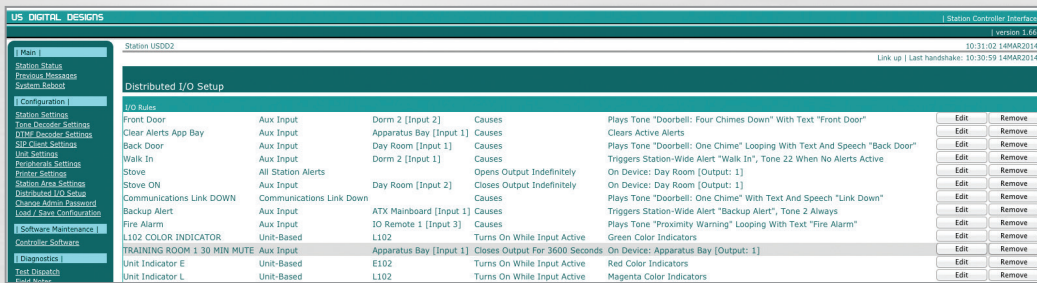 US DIGITAL DESIGNS
| Station Controller Interface
| version 1.66
| Main |
Station Status
Previous Messages
System Reboot
| Configuration |
Station Settings
Tone Decoder Settings
DTMF Decoder Settings
SIP Client Settings
Unit Settings
Peripherals Settings
Printer Settings
Station Area Settings
Distributed I/O Setup
Change Admin Password
Load / Save Configuration
| Software Maintenance |
Controller Software
| Diagnostics |
Test Dispatch
Field Notes
Station USDD2
10:31:02 14MAR2014
Link up | Last handshake: 10:30:59 14MAR2014
Distributed I/O Setup
I/O Rules
Front Door Aux Input Dorm 2 [Input 2] Causes Plays Tone "Doorbell: Four Chimes Down" With Text "Front Door" Edit Remove
Clear Alerts App Bay Aux Input Apparatus Bay [Input 1] Causes Clears Active Alerts Edit Remove
Back Door Aux Input Day Room [Input 1] Causes Plays Tone "Doorbell: One Chime" Looping With Text And Speech "Back Door" Edit Remove
Walk In Aux Input Dorm 2 [Input 1] Causes Triggers Station-Wide Alert "Walk In", Tone 22 When No Alerts Active Edit Remove
Stove All Station Alerts Opens Output Indefinitely On Device: Day Room [Output: 1] Edit Remove
Stove ON Aux Input Day Room [Input 2] Closes Output Indefinitely On Device: Day Room [Output: 1] Edit Remove
Communications Link DOWN Communications Link Down Causes Plays Tone "Doorbell: One Chime" With Text And Speech "Link Down" Edit Remove
Backup Alert Aux Input ATX Mainboard [Input 1] Causes Triggers Station-Wide Alert "Backup Alert", Tone 2 Always Edit Remove
Fire Alarm Aux Input IO Remote 1 [Input 3] Causes Plays Tone "Proximity Warning" Looping With Text "Fire Alarm" Edit Remove
L102 COLOR INDICATOR Unit-Based L102 Turns On While Input Active Green Color Indicators Edit Remove
TRAINING ROOM 1 30 MIN MUTE Aux Input Apparatus Bay [Input 1] Closes Output For 3600 Seconds On Device: Apparatus Bay [Output: 1] Edit Remove
Unit Indicator E Unit-Based E102 Turns On While Input Active Red Color Indicators Edit Remove
Unit Indicator L Unit-Based L102 Turns On While Input Active Magenta Color Indicators Edit Remove